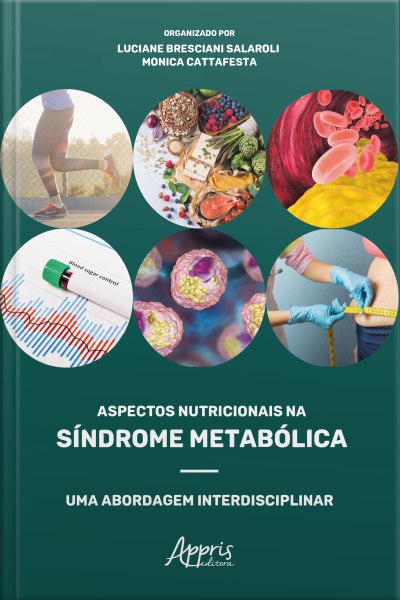 ORGANIZADO POR
LUCIANE BRESCIANI SALAROLI
MONICA CATTAFESTA
Blood sugar control
ASPECTOS NUTRICIONAIS NA
SÍNDROME METABÓLICA
UMA ABORDAGEM INTERDISCIPLINAR
Appris
editora